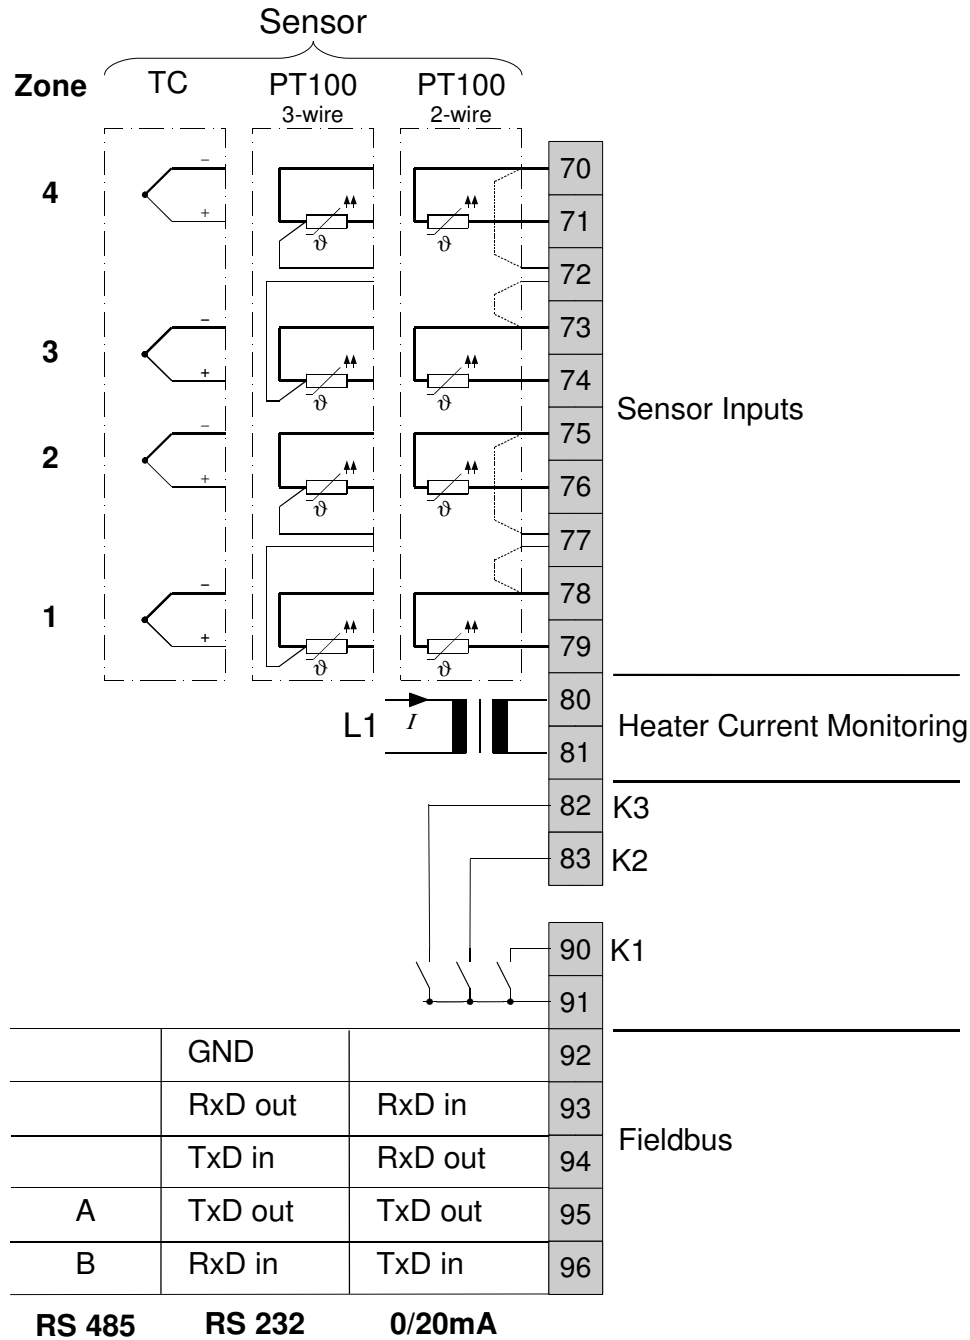 Sensor
Zone TC PT100 PT100
3-wire 2-wire
70
− 4
+ 71
ϑ ϑ
72
73
− 3
+ 74
ϑ ϑ
Sensor Inputs
75
− 2
+ 76
ϑ ϑ
77
78
− 1
+ 79
ϑ ϑ
80
L1 I Heater Current Monitoring
81
82 K3
83 K2
90 K1
91
GND 92
RxD out RxD in 93
Fieldbus
TxD in RxD out 94
A TxD out TxD out 95
B RxD in TxD in 96
RS 485 RS 232 0/20mA